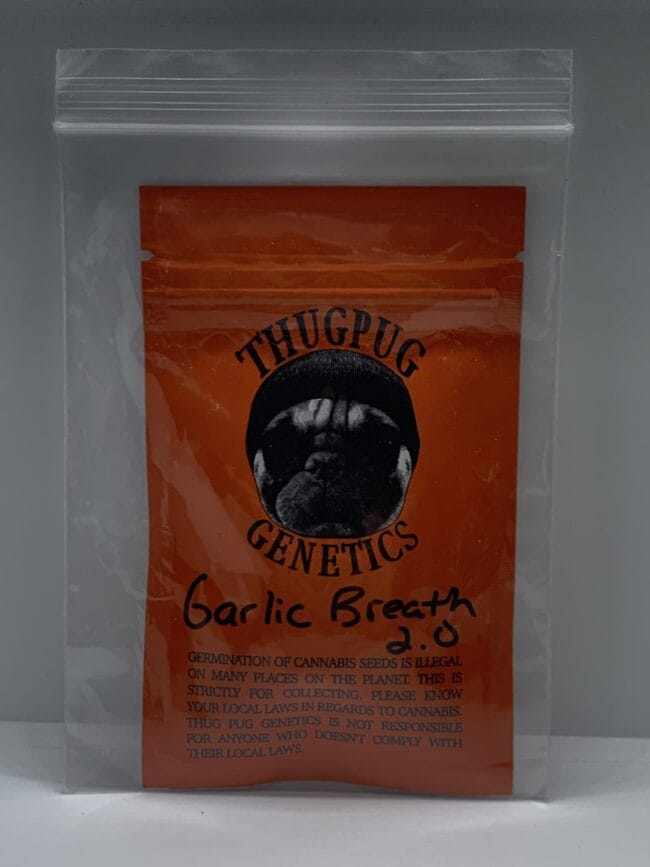 THUGPUG
GENETICS
Garlic Breath
2.0
GERMINATION OF CANNABIS SEEDS IS ILLEGAL
ON MANY PLACES ON THE PLANET. THIS IS
STRICTLY FOR COLLECTING. PLEASE KNOW
YOUR LOCAL LAWS IN REGARDS TO CANNABIS.
THUG PUG GENETICS IS NOT RESPONSIBLE
FOR ANYONE WHO DOESN'T COMPLY WITH
THEIR LOCAL LAWS.